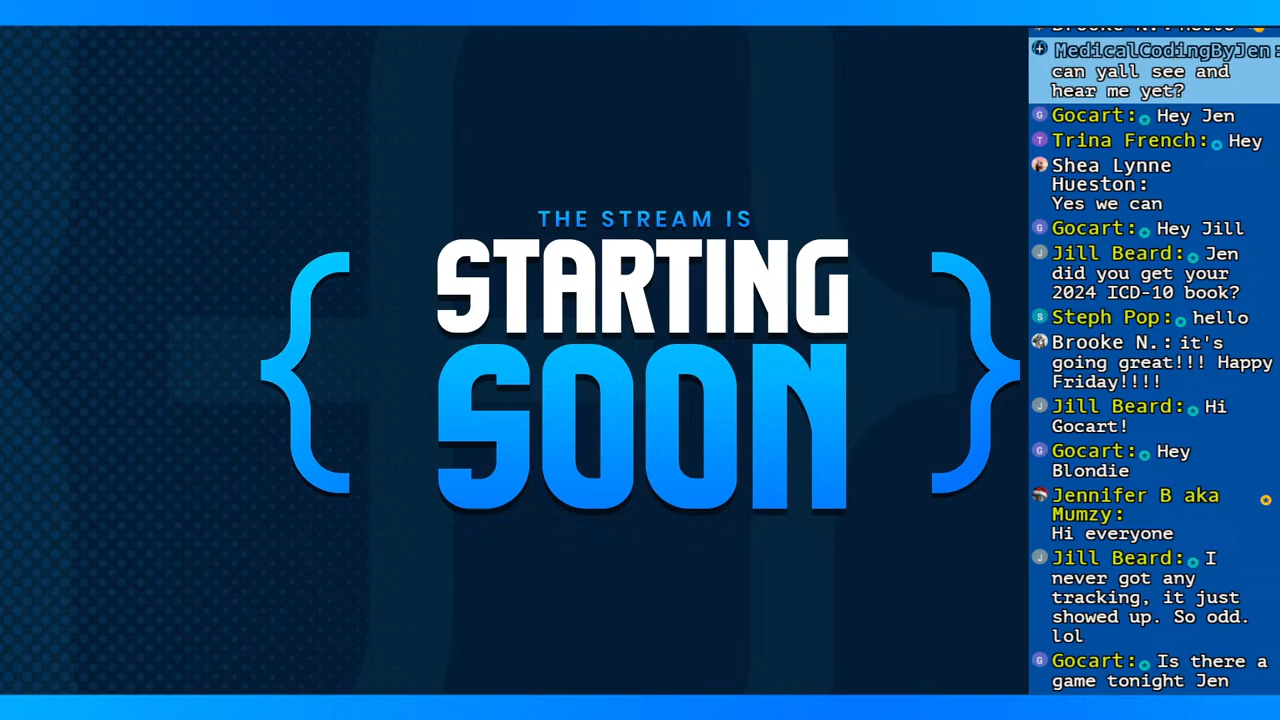 THE STREAM IS
STARTING
SOON
Brooke N.: Hello
MedicalCodingByJen:
can yall see and
hear me yet?
G Gocart: Hey Jen
T Trina French: Hey
Shea Lynne
Hueston:
Yes we can
G Gocart: Hey Jill
J Jill Beard: Jen
did you get your
2024 ICD-10 book?
S Steph Pop: hello
Brooke N.: it's
going great!!! Happy
Friday!!!!
J Jill Beard: Hi
Gocart!
G Gocart: Hey
Blondie
Jennifer B aka
Mumzy:
Hi everyone
J Jill Beard: I
never got any
tracking, it just
showed up. So odd.
lol
G Gocart: Is there a
game tonight Jen